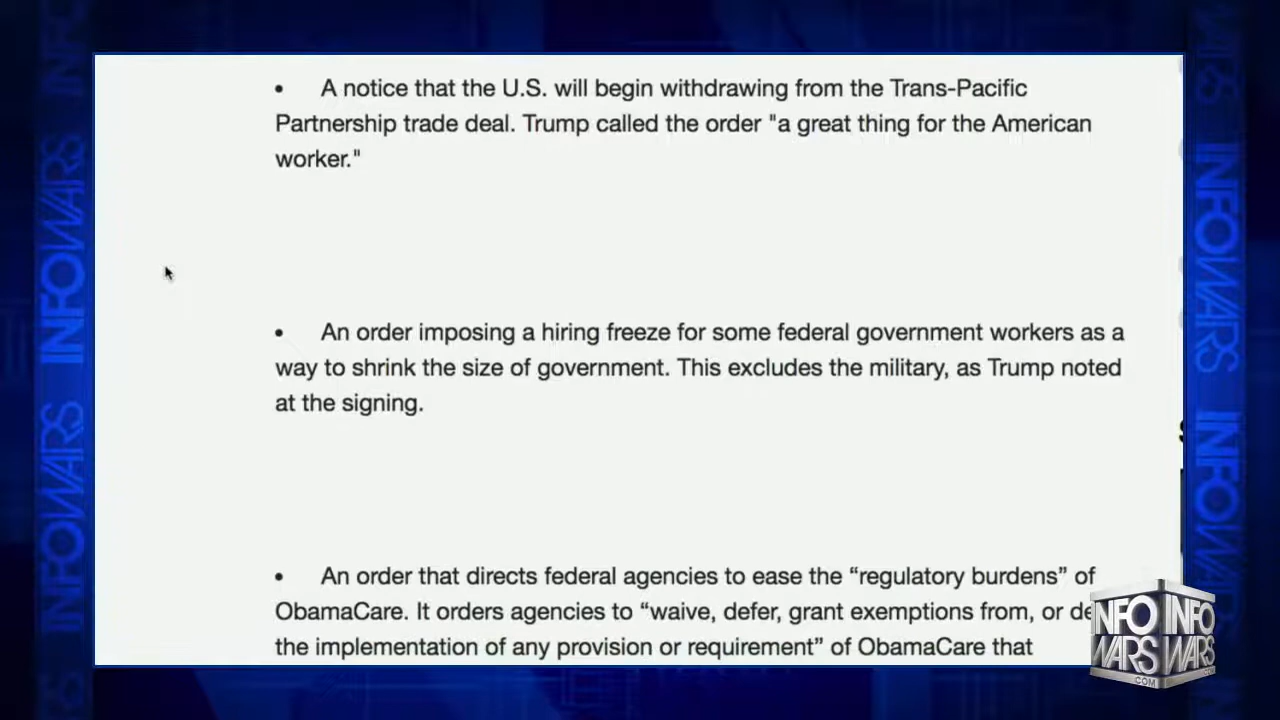 • A notice that the U.S. will begin withdrawing from the Trans-Pacific
Partnership trade deal. Trump called the order "a great thing for the American
worker."
• An order imposing a hiring freeze for some federal government workers as a
way to shrink the size of government. This excludes the military, as Trump noted
at the signing.
• An order that directs federal agencies to ease the “regulatory burdens” of
ObamaCare. It orders agencies to “waive, defer, grant exemptions from, or de
the implementation of any provision or requirement” of ObamaCare that
INFOWARS
INFOWARS
INFOWARS
INFOWARS
INFO
WARS
.COM
INFO
WARS